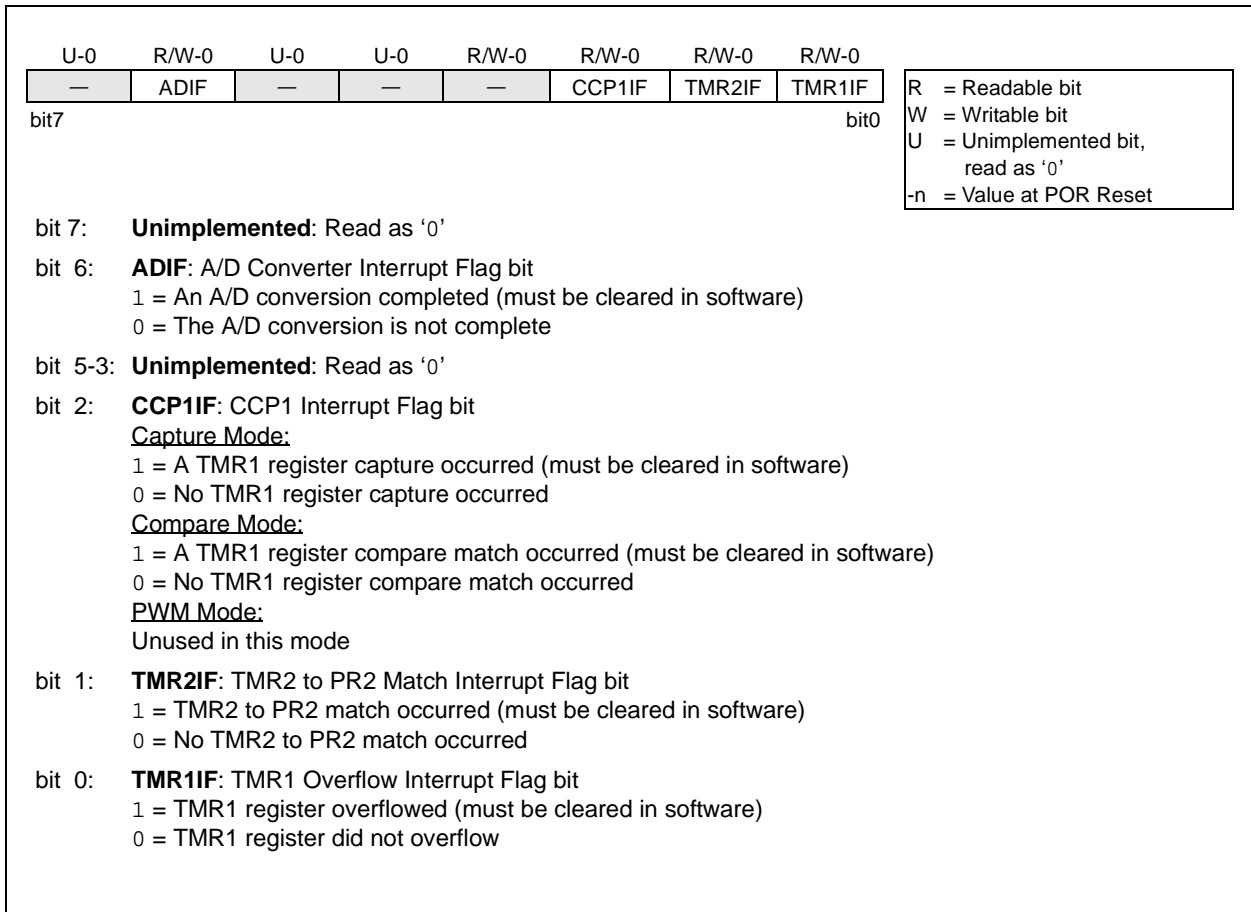 U-0 R/W-0 U-0 U-0 R/W-0 R/W-0 R/W-0 R/W-0
— ADIF — — — CCP1IF TMR2IF TMR1IF
bit7 bit0
R = Readable bit
W = Writable bit
U = Unimplemented bit,
read as ‘0’
-n = Value at POR Reset
bit 7: Unimplemented: Read as ‘0’
bit 6: ADIF: A/D Converter Interrupt Flag bit
1 = An A/D conversion completed (must be cleared in software)
0 = The A/D conversion is not complete
bit 5-3: Unimplemented: Read as ‘0’
bit 2: CCP1IF: CCP1 Interrupt Flag bit
Capture Mode:
1 = A TMR1 register capture occurred (must be cleared in software)
0 = No TMR1 register capture occurred
Compare Mode:
1 = A TMR1 register compare match occurred (must be cleared in software)
0 = No TMR1 register compare match occurred
PWM Mode:
Unused in this mode
bit 1: TMR2IF: TMR2 to PR2 Match Interrupt Flag bit
1 = TMR2 to PR2 match occurred (must be cleared in software)
0 = No TMR2 to PR2 match occurred
bit 0: TMR1IF: TMR1 Overflow Interrupt Flag bit
1 = TMR1 register overflowed (must be cleared in software)
0 = TMR1 register did not overflow